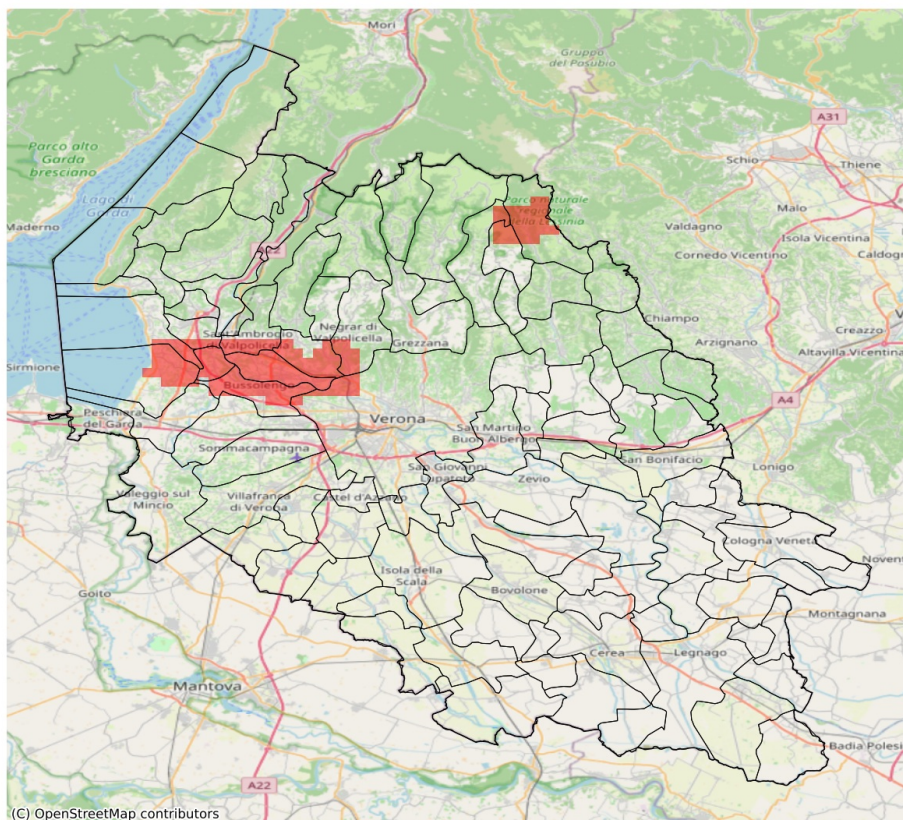 Mori
Gruppo
del Pasubio
A31
Parco alto
Garda
bresciano
Schio
Thiene
Lago di
Garda
Parco naturale
regionale
della Lessinia
Malo
Maderno
Valdagno
Isola Vicentina
A22
Cornedo Vicentino
Caldogn
Chiampo
Sant'Ambrogio
di Valpolicella
Negrar di
Valpolicella
Grezzana
Creazzo
Arzignano
Altavilla Vicentina
Sirmione
Bussolengo
A4
Peschiera
del Garda
Verona
San Martino
Buon Albergo
Sommacampagna
San Bonifacio
Lonigo
San Giovanni
Lupatoto
Zevio
Valeggio sul
Mincio
Villafranca
di Verona
Castel d'Azzano
Cologna Veneta
Novent
Isola della
Scala
Goito
Bovolone
Montagnana
Cerea
Legnago
Mantova
Badia Polesi
A22
(C) OpenStreetMap contributors